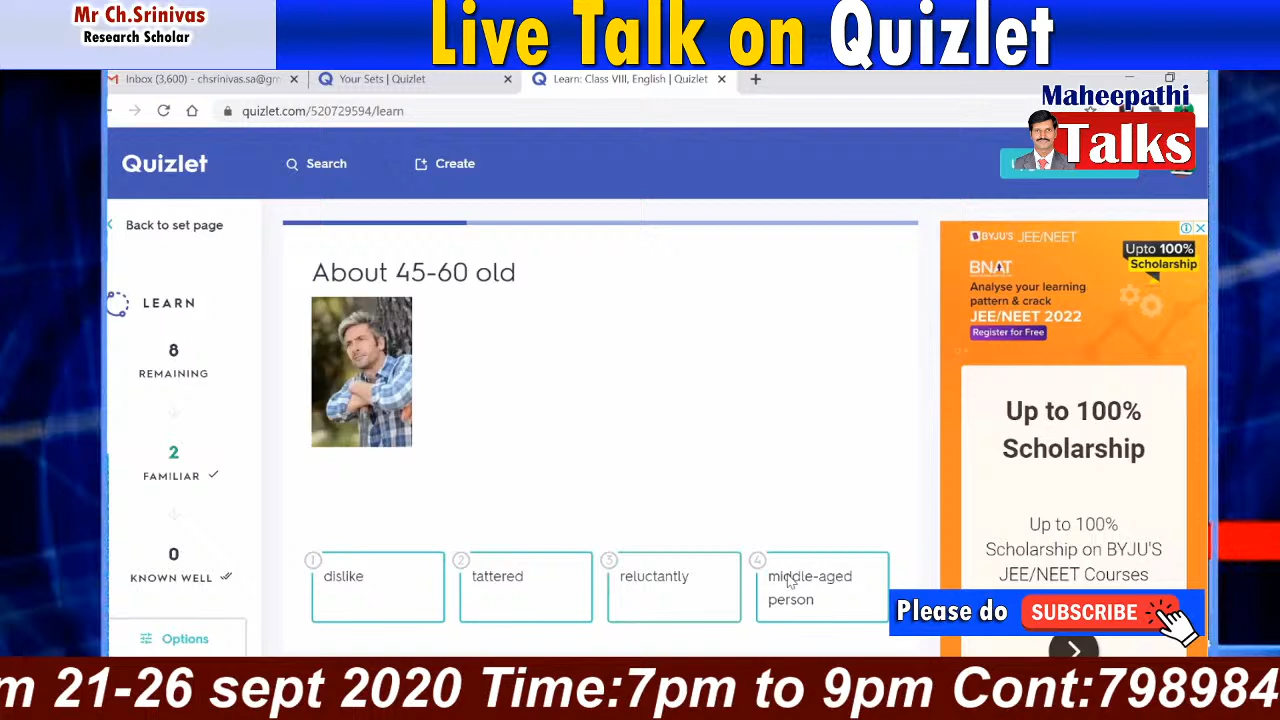 Mr Ch.Srinivas
Research Scholar
Live Talk on Quizlet
Inbox (3,600) - chsrinivas.sa@gm
Your Sets | Quizlet
Learn: Class VIII, English | Quizlet
quizlet.com/520729594/learn
Maheepathi
Talks
Quizlet
Search
Create
Back to set page
LEARN
8
REMAINING
2
FAMILIAR
0
KNOWN WELL
Options
About 45-60 old
1
dislike
2
tattered
3
reluctantly
4
middle-aged
person
BYJU'S JEE/NEET
BNAT
Upto 100%
Scholarship
Analyse your learning
pattern & crack
JEE/NEET 2022
Register for Free
Up to 100%
Scholarship
Up to 100%
Scholarship on BYJU'S
JEE/NEET Courses
Please do SUBSCRIBE
m 21-26 sept 2020 Time:7pm to 9pm Cont:798984